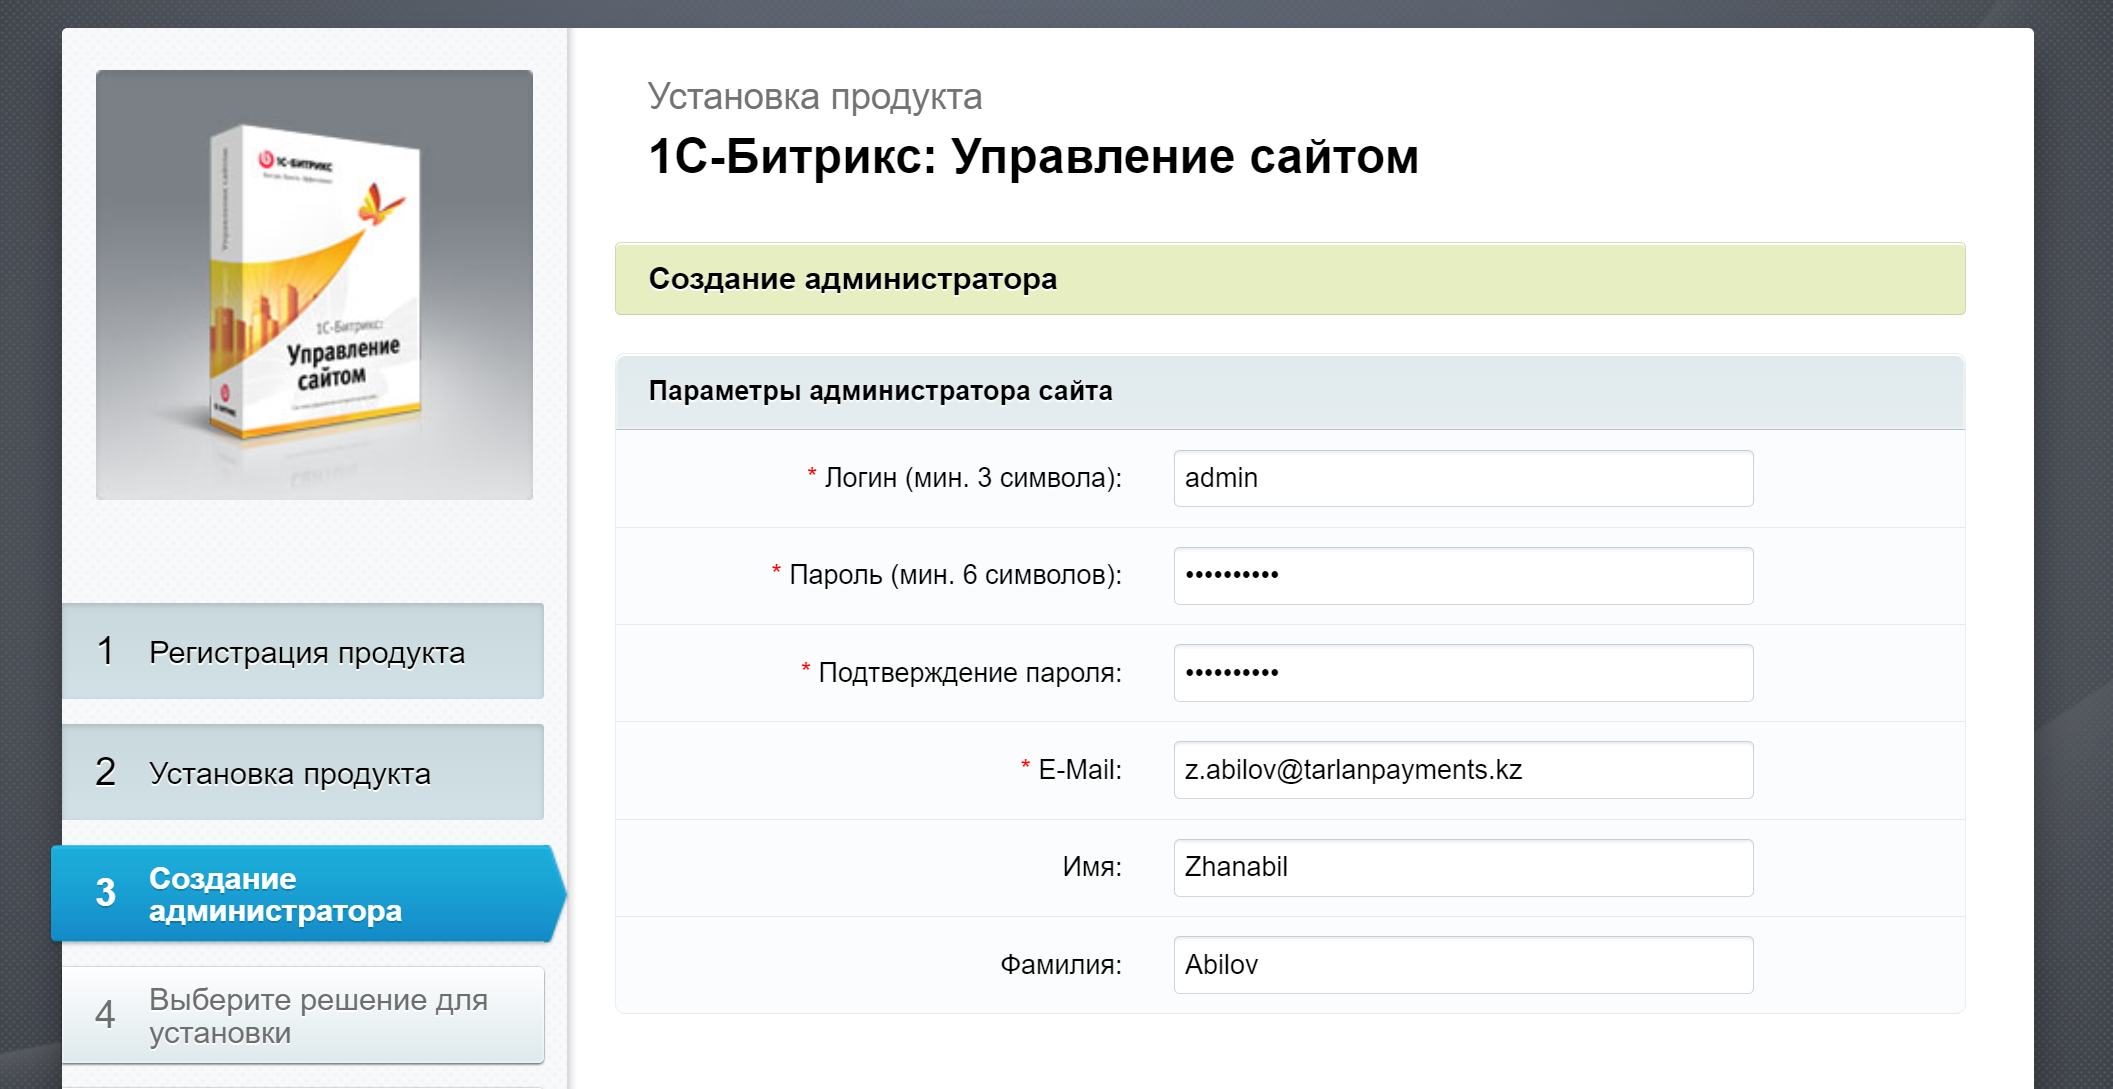 1С-БИТРИКС
1С-Битрикс:
Управление
сайтом
1 Регистрация продукта
2 Установка продукта
3 Создание
администратора
4 Выберите решение для
установки
Установка продукта
1С-Битрикс: Управление сайтом
Создание администратора
Параметры администратора сайта
* Логин (мин. 3 символа): admin
* Пароль (мин. 6 символов): ••••••••••
* Подтверждение пароля: ••••••••••
* E-Mail: z.abilov@tarlanpayments.kz
Имя: Zhanabil
Фамилия: Abilov